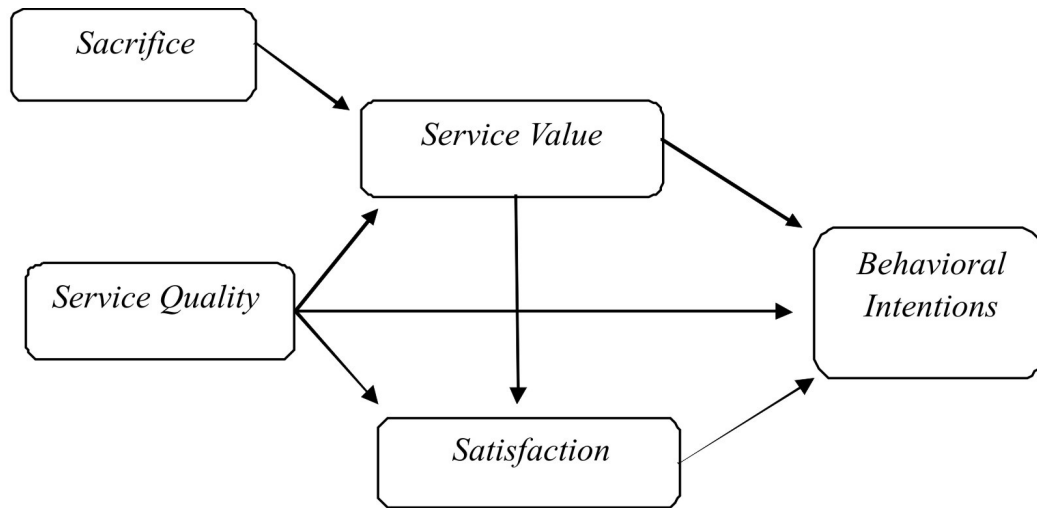 Sacrifice
Service Value
Service Quality
Behavioral
Intentions
Satisfaction